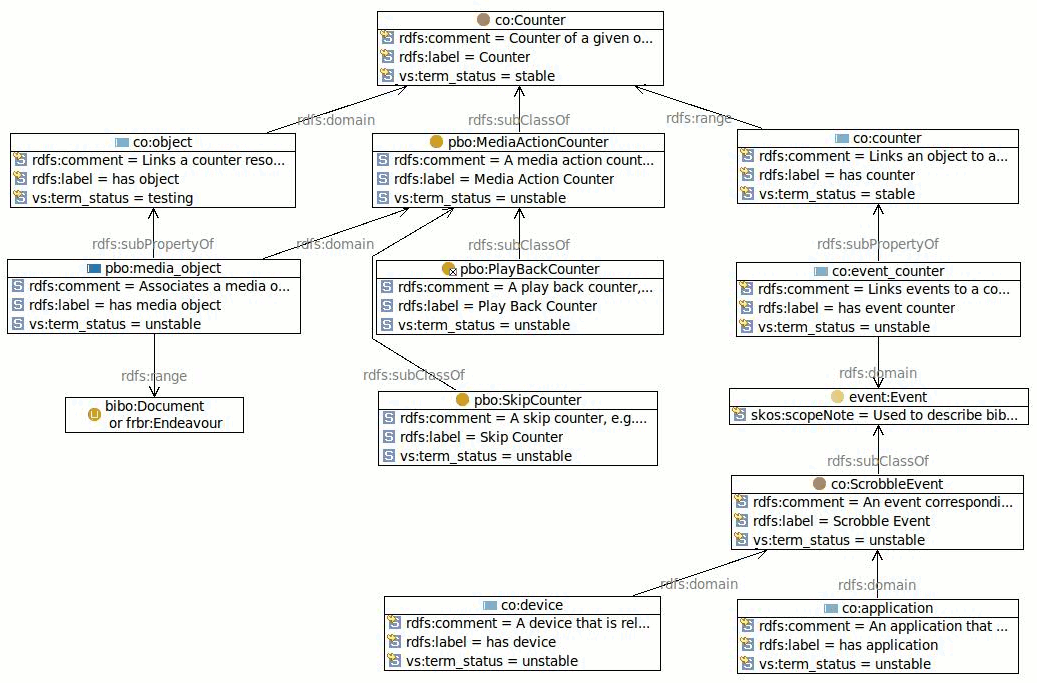 co:Counter
rdfs:comment = Counter of a given o...
rdfs:label = Counter
vs:term_status = stable
rdfs:domain
rdfs:subClassOf
rdfs:range
co:object
rdfs:comment = Links a counter reso...
rdfs:label = has object
vs:term_status = testing
pbo:MediaActionCounter
rdfs:comment = A media action count...
rdfs:label = Media Action Counter
vs:term_status = unstable
co:counter
rdfs:comment = Links an object to a...
rdfs:label = has counter
vs:term_status = stable
rdfs:subPropertyOf
rdfs:domain
rdfs:subClassOf
rdfs:subPropertyOf
pbo:media_object
rdfs:comment = Associates a media o...
rdfs:label = has media object
vs:term_status = unstable
pbo:PlayBackCounter
rdfs:comment = A play back counter,...
rdfs:label = Play Back Counter
vs:term_status = unstable
co:event_counter
rdfs:comment = Links events to a co...
rdfs:label = has event counter
vs:term_status = unstable
rdfs:range
rdfs:subClassOf
rdfs:domain
bibo:Document
or frbr:Endeavour
pbo:SkipCounter
rdfs:comment = A skip counter, e.g....
rdfs:label = Skip Counter
vs:term_status = unstable
event:Event
skos:scopeNote = Used to describe bib...
rdfs:subClassOf
co:ScrobbleEvent
rdfs:comment = An event correspondi...
rdfs:label = Scrobble Event
vs:term_status = unstable
rdfs:domain
rdfs:domain
co:device
rdfs:comment = A device that is rel...
rdfs:label = has device
vs:term_status = unstable
co:application
rdfs:comment = An application that ...
rdfs:label = has application
vs:term_status = unstable